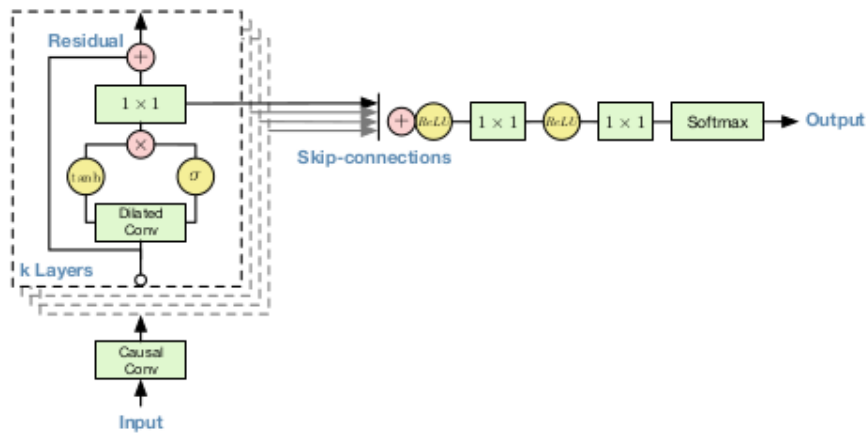 Residual
+
1 × 1
×
tanh
σ
Dilated
Conv
k Layers
Causal
Conv
Input
Skip-connections
+
ReLU
1 × 1
ReLU
1 × 1
Softmax
Output